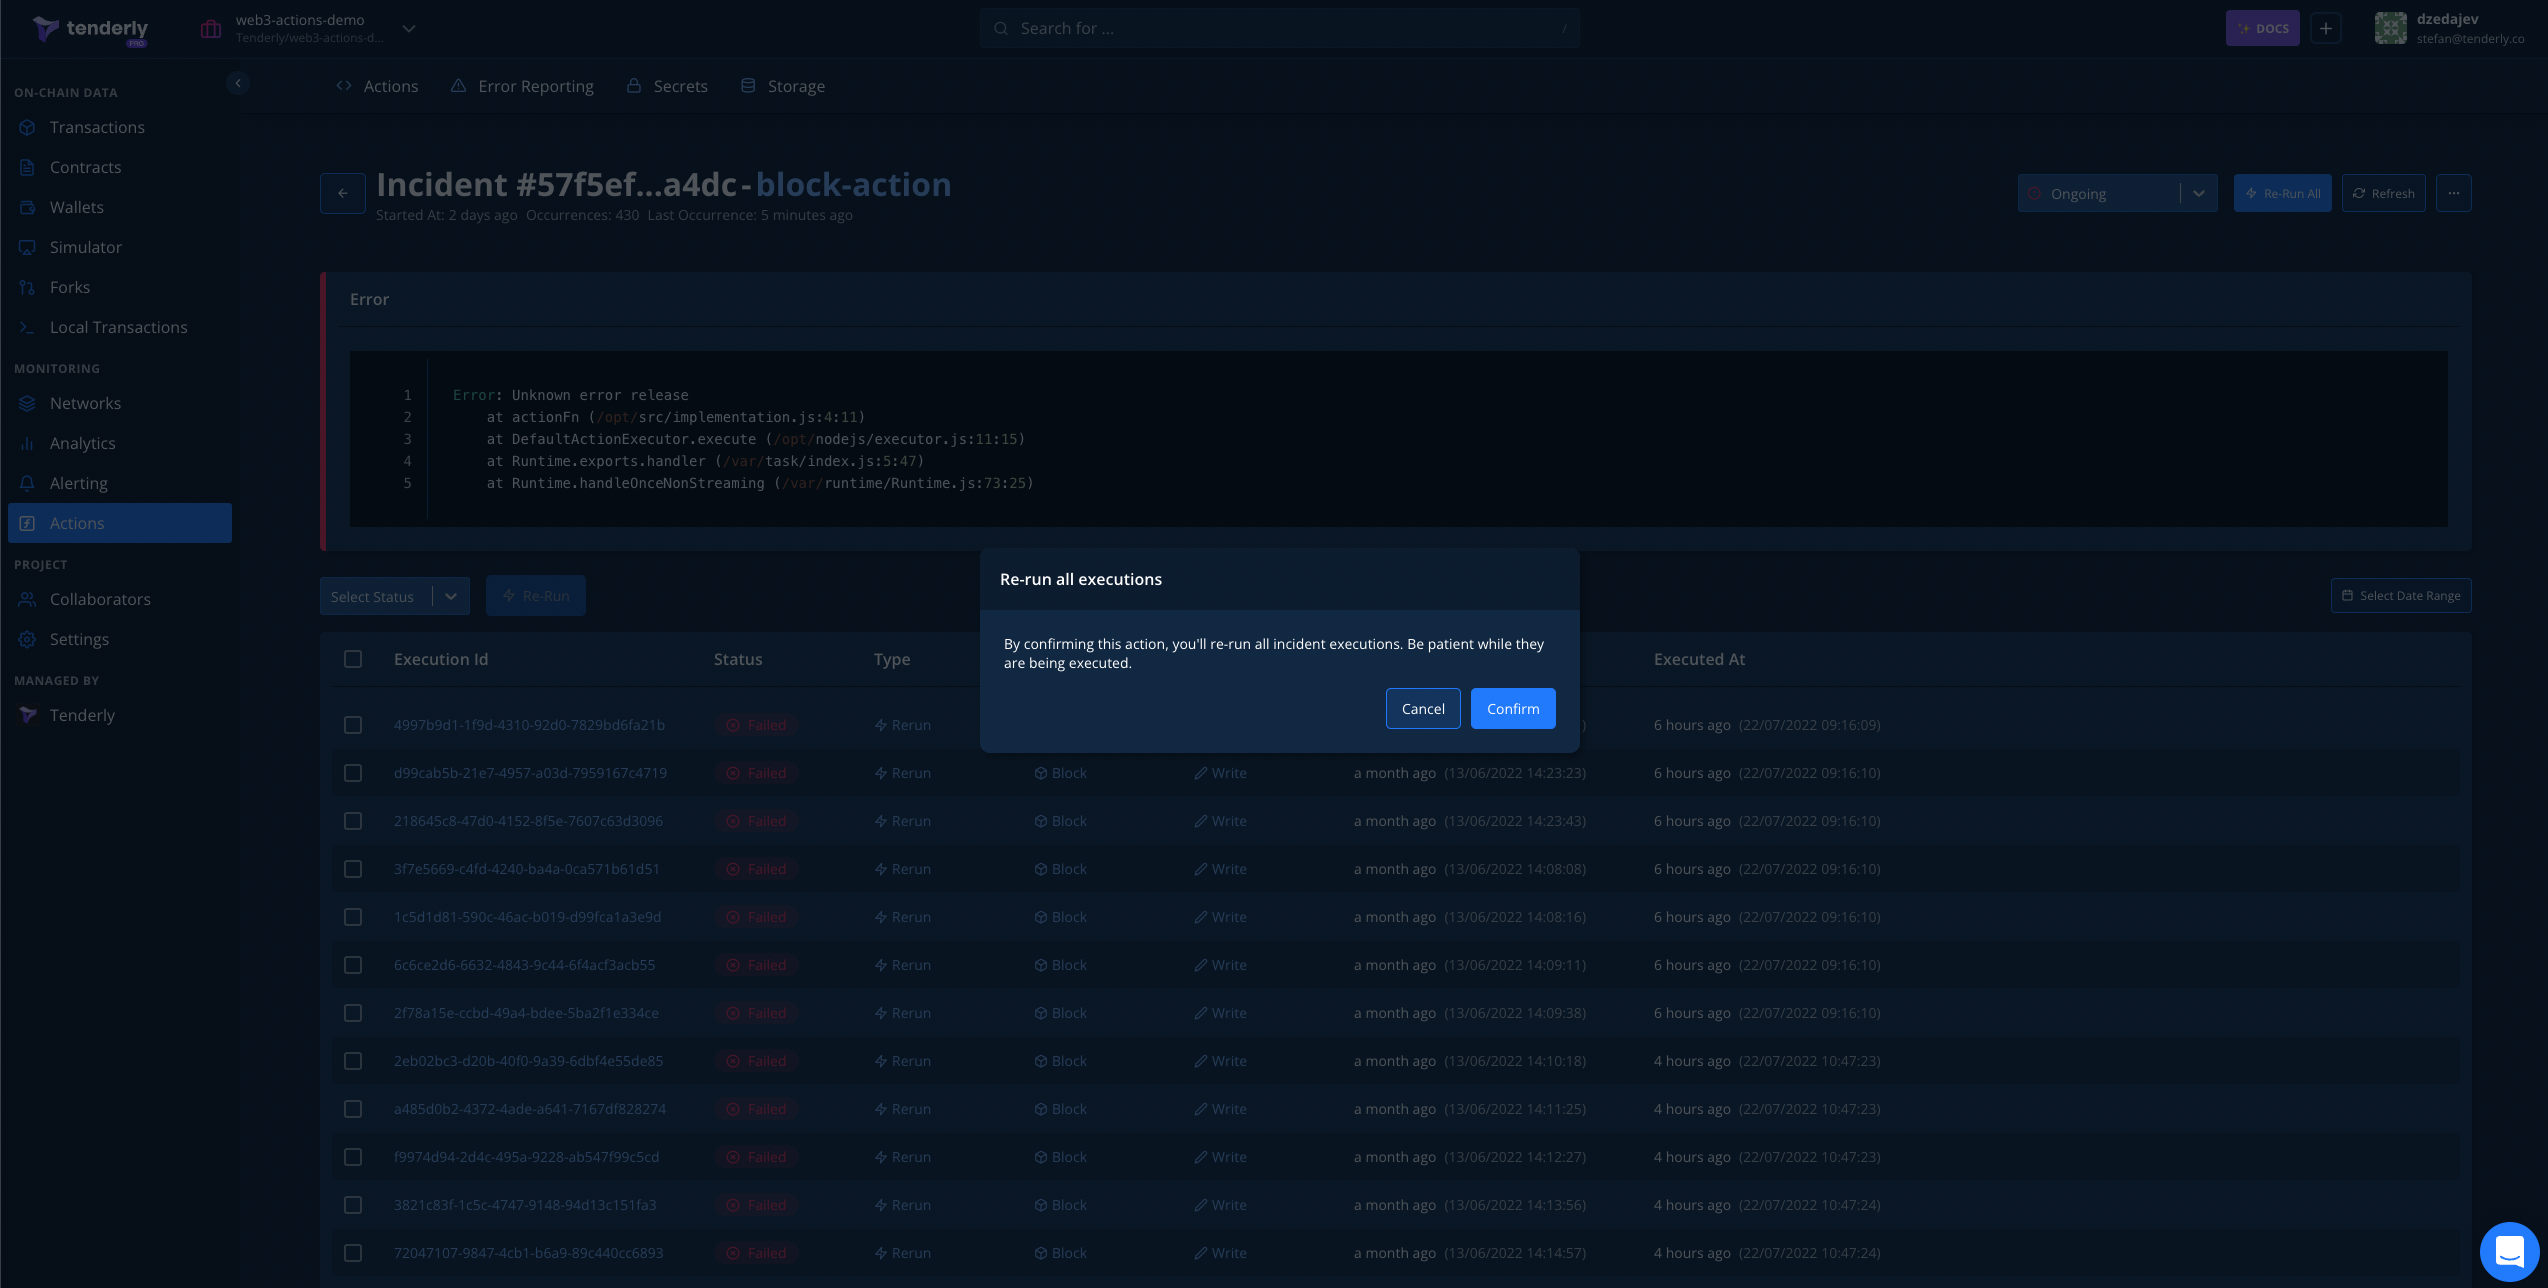 tenderly
PRO
web3-actions-demo
Tenderly/web3-actions-d...
Search for ...
/
DOCS
dzedajev
stefan@tenderly.co
ON-CHAIN DATA
Transactions
Contracts
Wallets
Simulator
Forks
Local Transactions
MONITORING
Networks
Analytics
Alerting
Actions
PROJECT
Collaborators
Settings
MANAGED BY
Tenderly
Actions
Error Reporting
Secrets
Storage
Incident #57f5ef...a4dc - block-action
Started At: 2 days ago Occurrences: 430 Last Occurrence: 5 minutes ago
Ongoing
Re-Run All
Refresh
Error
1 Error: Unknown error release
2 at actionFn (/opt/src/implementation.js:4:11)
3 at DefaultActionExecutor.execute (/opt/nodejs/executor.js:11:15)
4 at Runtime.exports.handler (/var/task/index.js:5:47)
5 at Runtime.handleOnceNonStreaming (/var/runtime/Runtime.js:73:25)
Select Status
Re-Run
Select Date Range
Re-run all executions
By confirming this action, you'll re-run all incident executions. Be patient while they
are being executed.
Cancel
Confirm
Execution Id Status Type Executed At
4997b9d1-1f9d-4310-92d0-7829bd6fa21b Failed Rerun ) 6 hours ago (22/07/2022 09:16:09)
d99cab5b-21e7-4957-a03d-7959167c4719 Failed Rerun Block Write a month ago (13/06/2022 14:23:23) 6 hours ago (22/07/2022 09:16:10)
218645c8-47d0-4152-8f5e-7607c63d3096 Failed Rerun Block Write a month ago (13/06/2022 14:23:43) 6 hours ago (22/07/2022 09:16:10)
3f7e5669-c4fd-4240-ba4a-0ca571b61d51 Failed Rerun Block Write a month ago (13/06/2022 14:08:08) 6 hours ago (22/07/2022 09:16:10)
1c5d1d81-590c-46ac-b019-d99fca1a3e9d Failed Rerun Block Write a month ago (13/06/2022 14:08:16) 6 hours ago (22/07/2022 09:16:10)
6c6ce2d6-6632-4843-9c44-6f4acf3acb55 Failed Rerun Block Write a month ago (13/06/2022 14:09:11) 6 hours ago (22/07/2022 09:16:10)
2f78a15e-ccbd-49a4-bdee-5ba2f1e334ce Failed Rerun Block Write a month ago (13/06/2022 14:09:38) 6 hours ago (22/07/2022 09:16:10)
2eb02bc3-d20b-40f0-9a39-6dbf4e55de85 Failed Rerun Block Write a month ago (13/06/2022 14:10:18) 4 hours ago (22/07/2022 10:47:23)
a485d0b2-4372-4ade-a641-7167df828274 Failed Rerun Block Write a month ago (13/06/2022 14:11:25) 4 hours ago (22/07/2022 10:47:23)
f9974d94-2d4c-495a-9228-ab547f99c5cd Failed Rerun Block Write a month ago (13/06/2022 14:12:27) 4 hours ago (22/07/2022 10:47:23)
3821c83f-1c5c-4747-9148-94d13c151fa3 Failed Rerun Block Write a month ago (13/06/2022 14:13:56) 4 hours ago (22/07/2022 10:47:24)
72047107-9847-4cb1-b6a9-89c440cc6893 Failed Rerun Block Write a month ago (13/06/2022 14:14:57) 4 hours ago (22/07/2022 10:47:24)